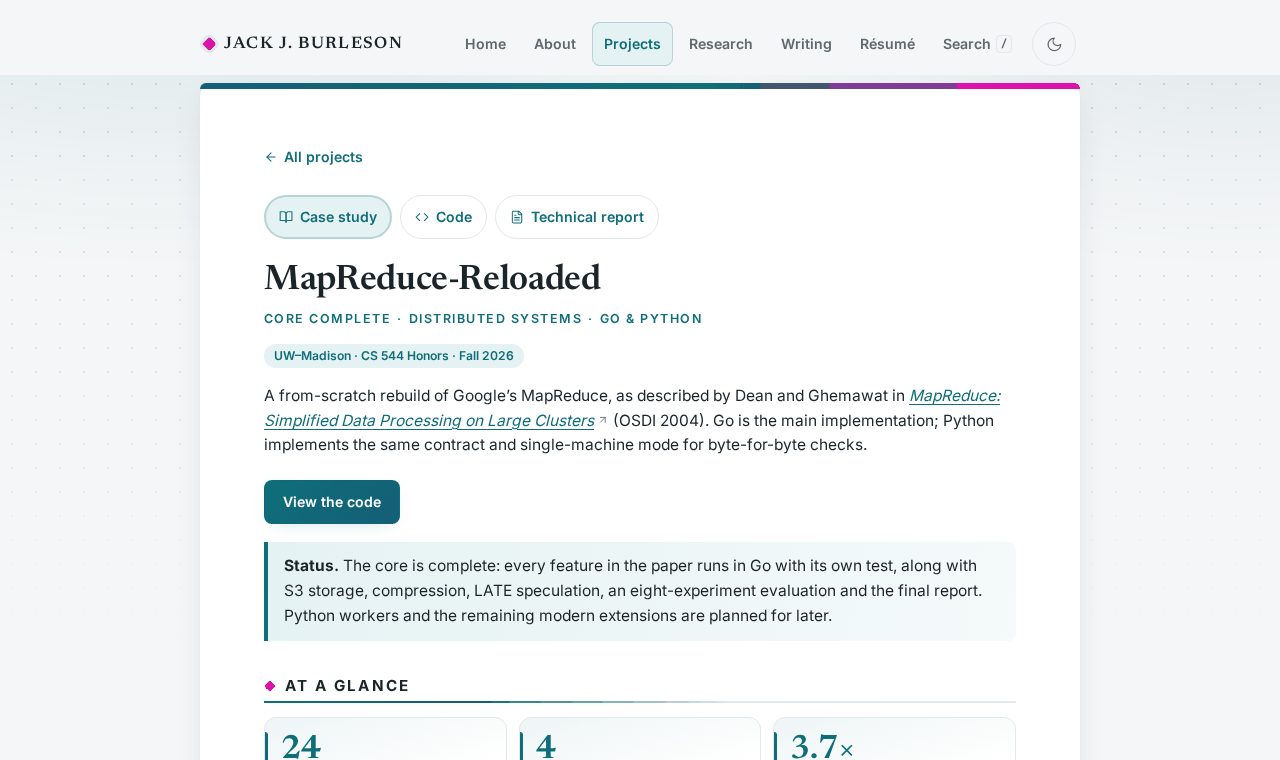 JACK J. BURLESON
Home
About
Projects
Research
Writing
Résumé
Search /
All projects
Case study
Code
Technical report
MapReduce-Reloaded
CORE COMPLETE · DISTRIBUTED SYSTEMS · GO & PYTHON
UW–Madison · CS 544 Honors · Fall 2026
A from-scratch rebuild of Google’s MapReduce, as described by Dean and Ghemawat in MapReduce:
Simplified Data Processing on Large Clusters (OSDI 2004). Go is the main implementation; Python
implements the same contract and single-machine mode for byte-for-byte checks.
View the code
Status. The core is complete: every feature in the paper runs in Go with its own test, along with
S3 storage, compression, LATE speculation, an eight-experiment evaluation and the final report.
Python workers and the remaining modern extensions are planned for later.
AT A GLANCE
24
4
3.7×